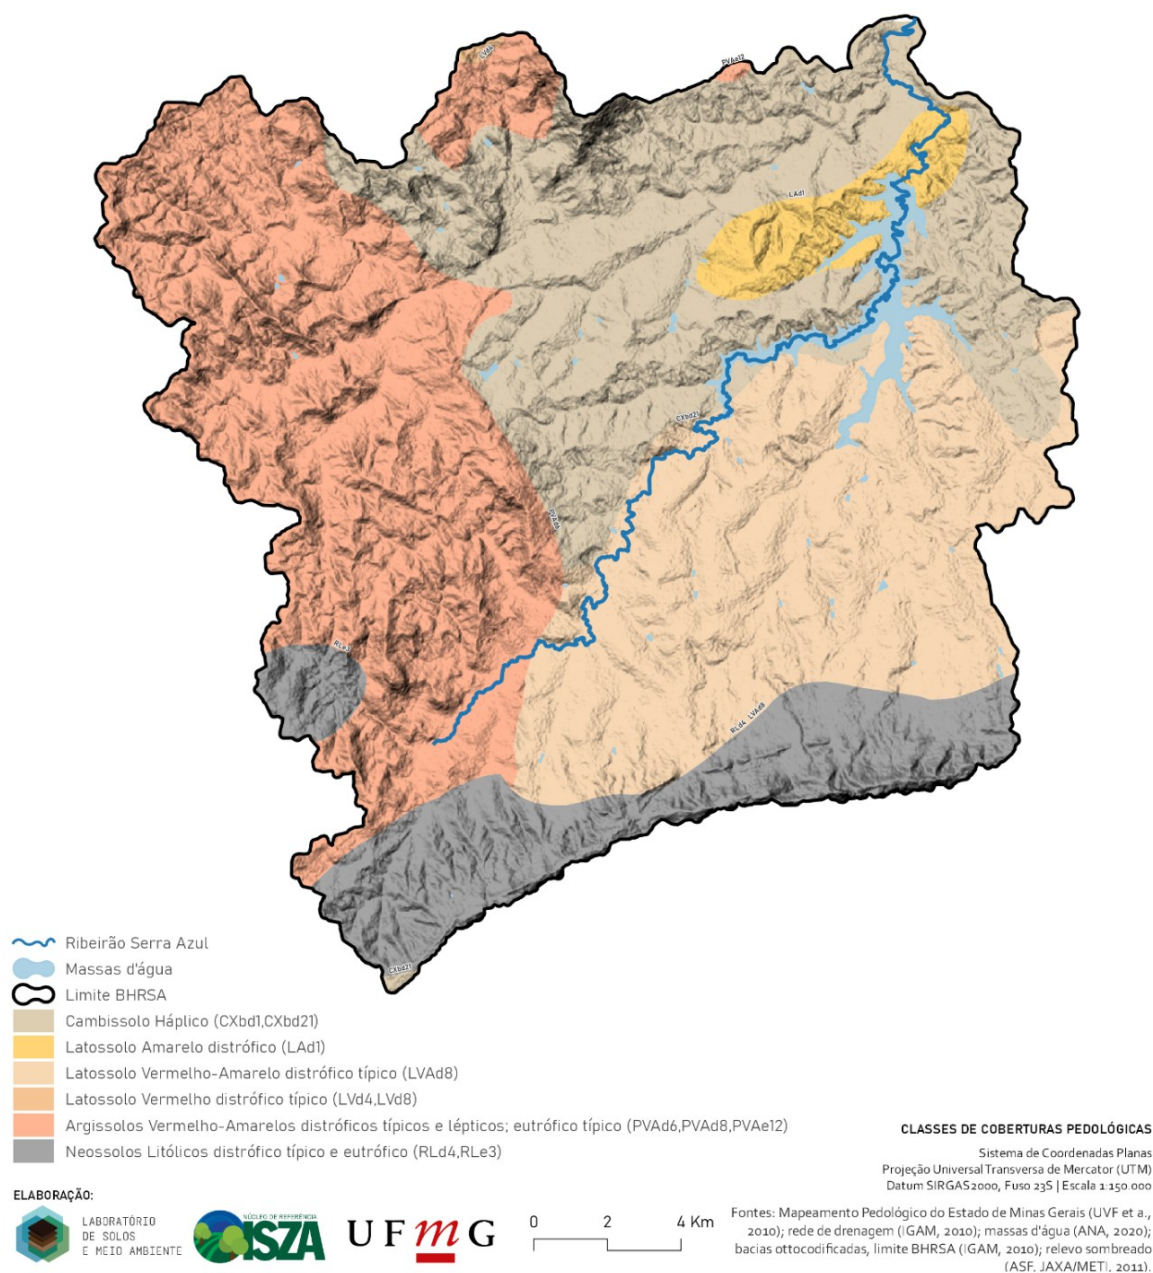 PVAe12
LAd1
CXbd21
PVAd6
RLe3
RLd4 LVAd8
CXbd21
Ribeirão Serra Azul
Massas d'água
Limite BHRSA
Cambissolo Háplico (CXbd1,CXbd21)
Latossolo Amarelo distrófico (LAd1)
Latossolo Vermelho-Amarelo distrófico típico (LVAd8)
Latossolo Vermelho distrófico típico (LVd4,LVd8)
Argissolos Vermelho-Amarelos distróficos típicos e lépticos; eutrófico típico (PVAd6,PVAd8,PVAe12)
Neossolos Litólicos distrófico típico e eutrófico (RLd4,RLe3)
CLASSES DE COBERTURAS PEDOLÓGICAS
Sistema de Coordenadas Planas
Projeção Universal Transversa de Mercator (UTM)
Datum SIRGAS2000, Fuso 23S | Escala 1:150.000
ELABORAÇÃO:
LABORATÓRIO
DE SOLOS
E MEIO AMBIENTE
NÚCLEO DE REFERÊNCIA
ISZA
UFmG
0 2 4 Km
Fontes: Mapeamento Pedológico do Estado de Minas Gerais (UVF et a.,
2010); rede de drenagem (IGAM, 2010); massas d'água (ANA, 2020);
bacias ottocodificadas, limite BHRSA (IGAM, 2010); relevo sombreado
(ASF, JAXA/METI, 2011).